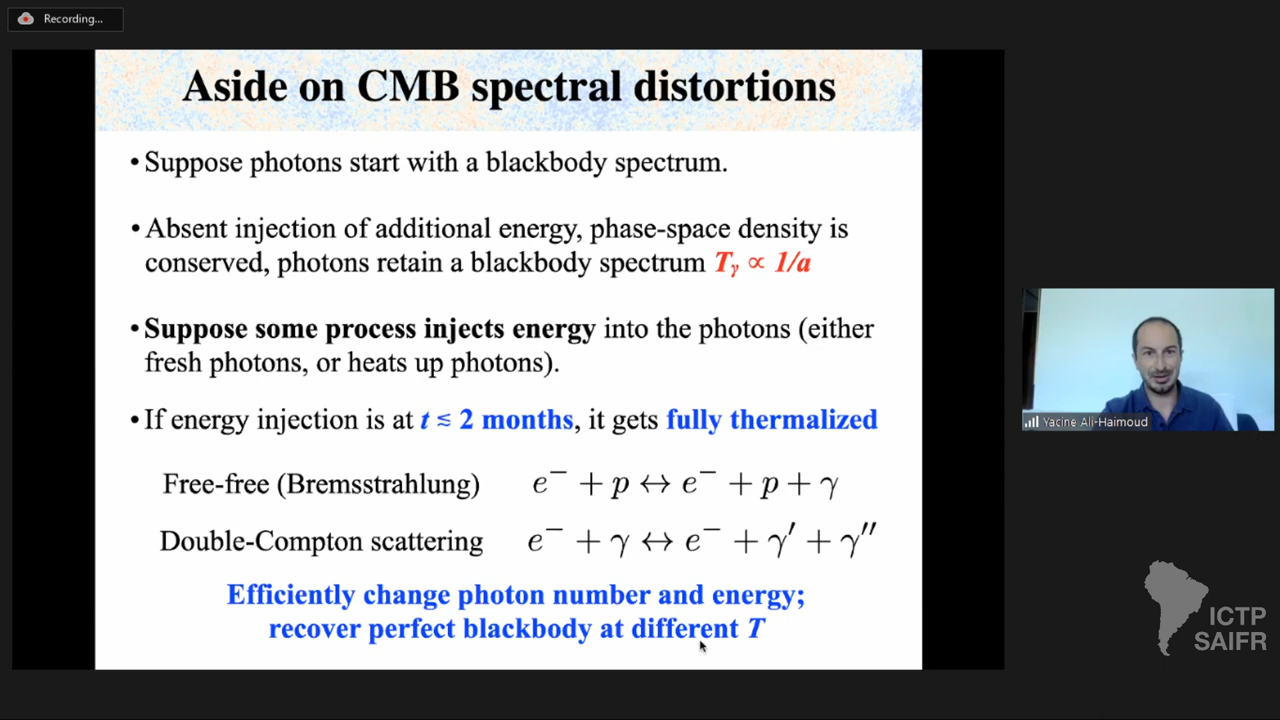 Recording...
Aside on CMB spectral distortions
• Suppose photons start with a blackbody spectrum.
• Absent injection of additional energy, phase-space density is
conserved, photons retain a blackbody spectrum Tγ ∝ 1/a
• Suppose some process injects energy into the photons (either
fresh photons, or heats up photons).
• If energy injection is at t ≲ 2 months, it gets fully thermalized
Free-free (Bremsstrahlung) e⁻ + p ↔ e⁻ + p + γ
Double-Compton scattering e⁻ + γ ↔ e⁻ + γ′ + γ″
Efficiently change photon number and energy;
recover perfect blackbody at different T
Yacine Ali-Haimoud
ICTP
SAIFR